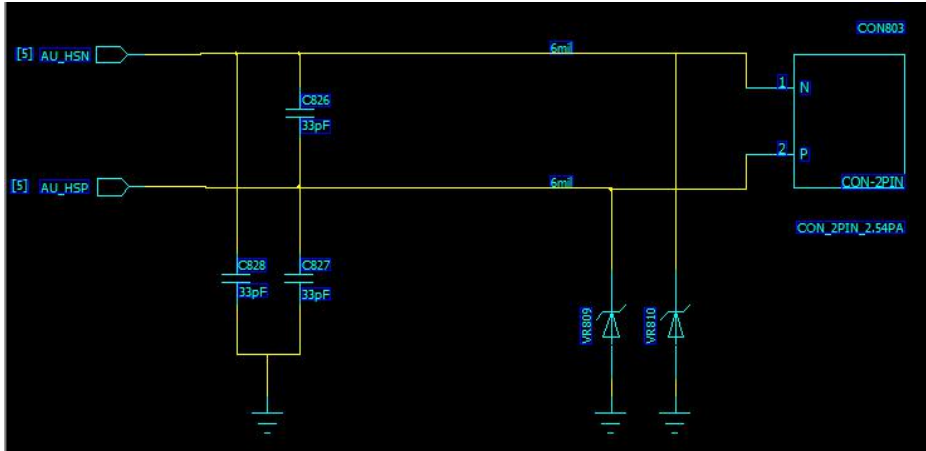 CON803
[5] AU_HSN
6mil
1 N
C826
33pF
2 P
[5] AU_HSP
6mil
CON-2PIN
CON_2PIN_2.54PA
C828
C827
33pF
33pF
VR809
VR810